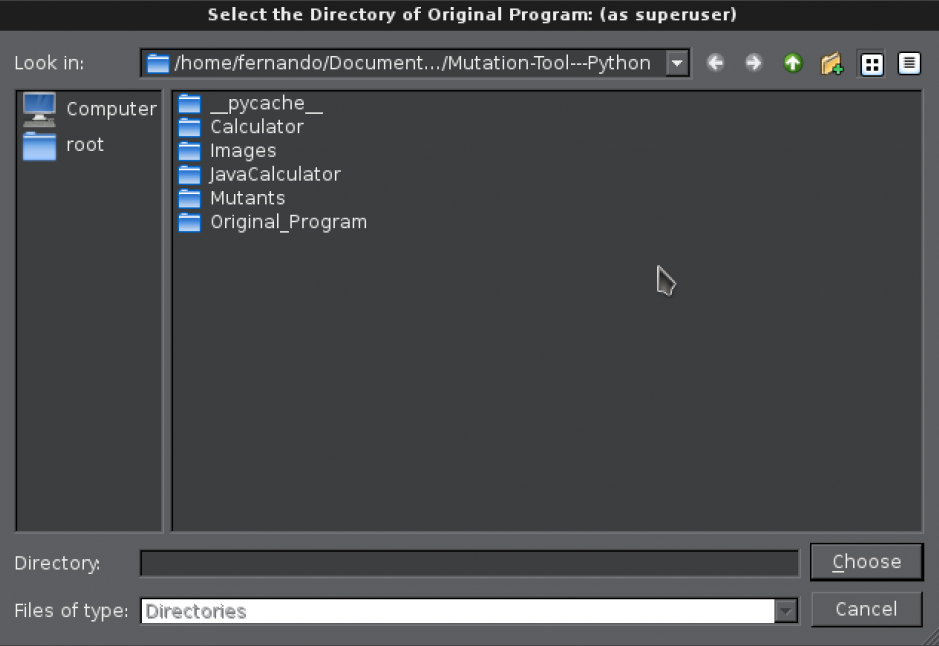 Select the Directory of Original Program: (as superuser)
Look in: /home/fernando/Document.../Mutation-Tool---Python
Computer
root
__pycache__
Calculator
Images
JavaCalculator
Mutants
Original_Program
Directory:
Choose
Files of type: Directories
Cancel